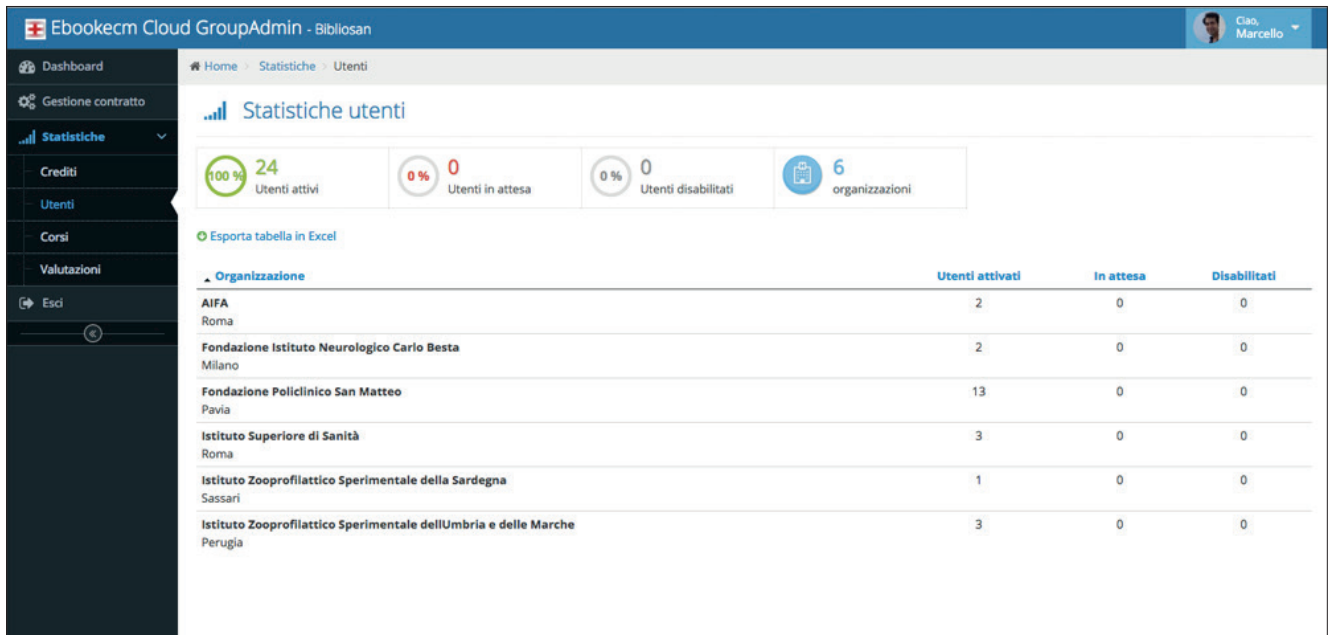 Ebookecm Cloud GroupAdmin - Bibliosan
Ciao,
Marcello
Dashboard
Gestione contratto
Statistiche
Crediti
Utenti
Corsi
Valutazioni
Esci
Home > Statistiche > Utenti
Statistiche utenti
100 % 24
Utenti attivi
0 % 0
Utenti in attesa
0 % 0
Utenti disabilitati
6
organizzazioni
Esporta tabella in Excel
Organizzazione Utenti attivati In attesa Disabilitati
AIFA 2 0 0
Roma
Fondazione Istituto Neurologico Carlo Besta 2 0 0
Milano
Fondazione Policlinico San Matteo 13 0 0
Pavia
Istituto Superiore di Sanità 3 0 0
Roma
Istituto Zooprofilattico Sperimentale della Sardegna 1 0 0
Sassari
Istituto Zooprofilattico Sperimentale dellUmbria e delle Marche 3 0 0
Perugia